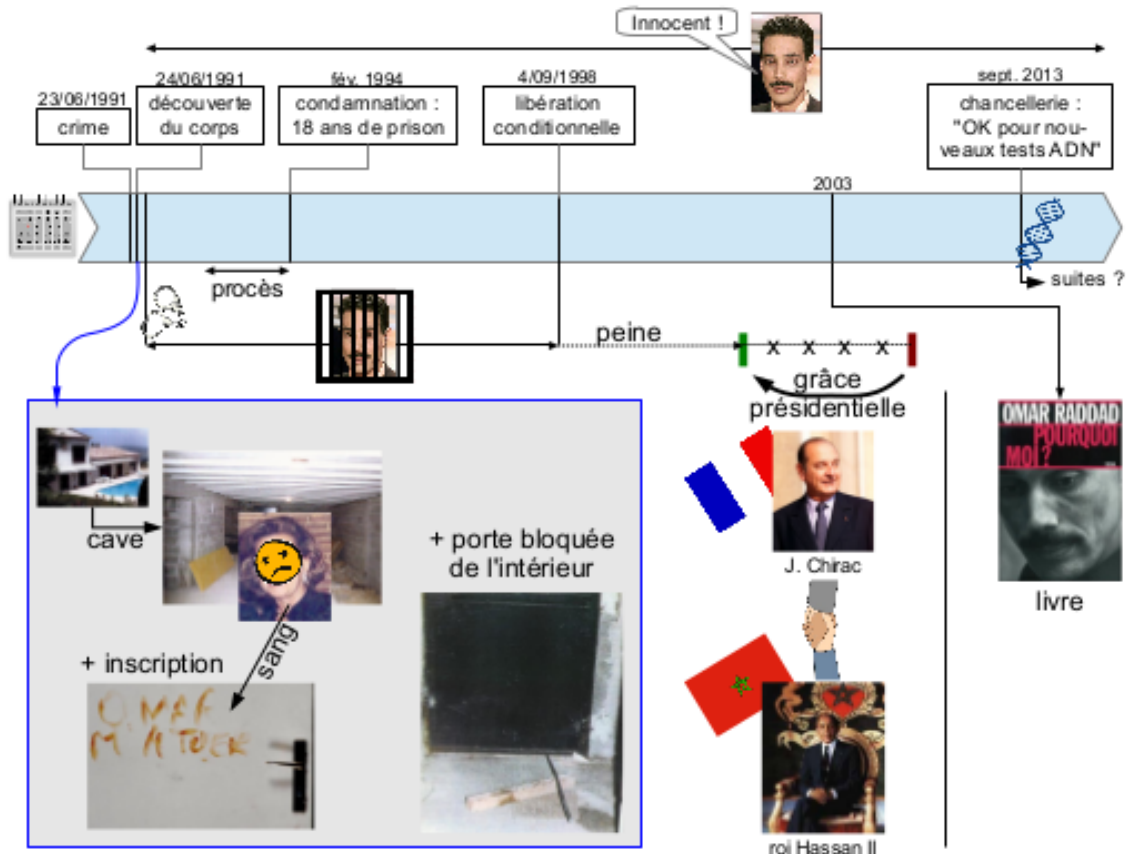 Innocent !
23/06/1991
crime
24/06/1991
découverte
du corps
fév. 1994
condamnation :
18 ans de prison
4/09/1998
libération
conditionnelle
sept. 2013
chancellerie :
"OK pour nou-
veaux tests ADN"
2003
procès
suites ?
peine
x x x x
grâce
présidentielle
cave
sang
+ inscription
OMAR
M A TUER
+ porte bloquée
de l'intérieur
J. Chirac
roi Hassan II
OMAR RADDAD
POURQUOI
MOI ?
livre